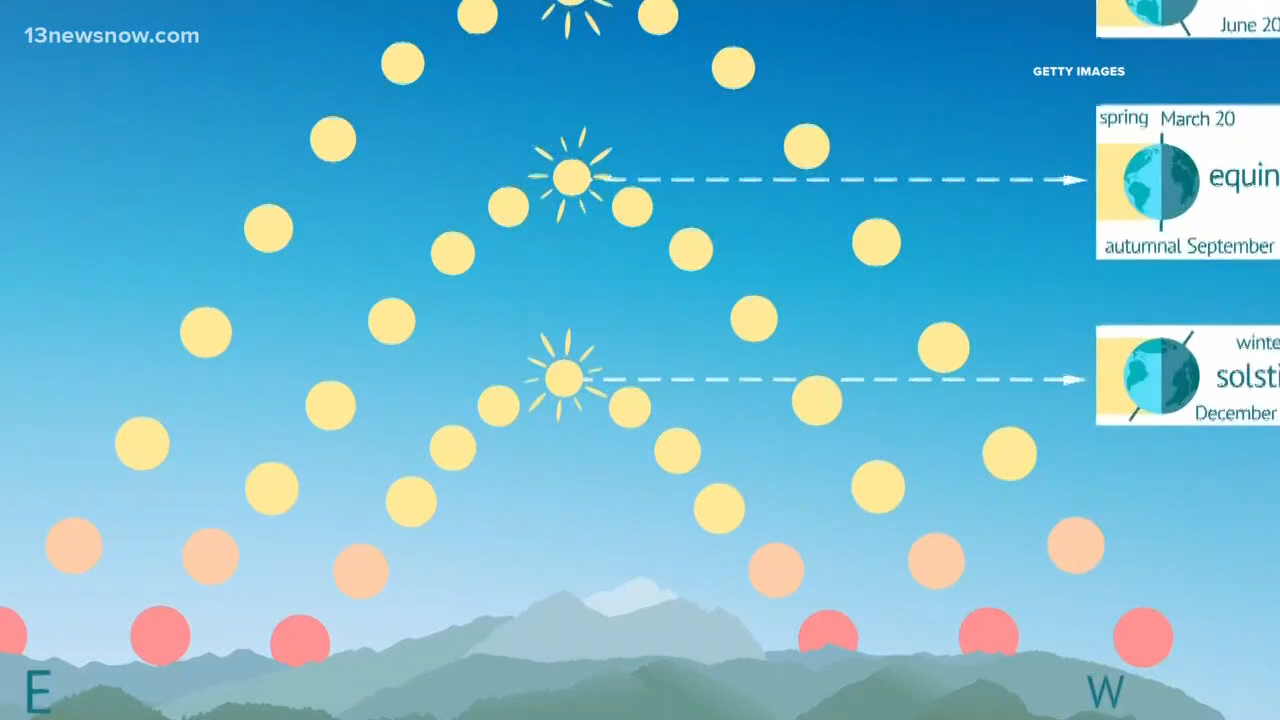 13newsnow.com
June 20
GETTY IMAGES
spring March 20
equin
autumnal September
winte
solsti
December
E
W